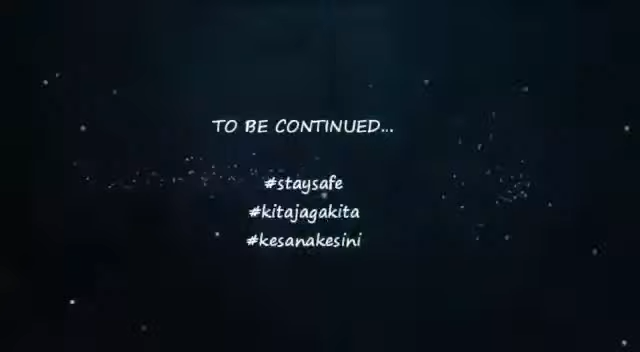 TO BE CONTINUED...
#staysafe
#kitajagakita
#kesanakesini